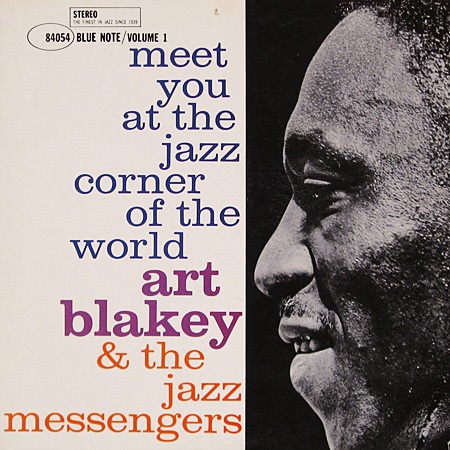 STEREO
THE FINEST IN JAZZ SINCE 1939
84054 BLUE NOTE/VOLUME 1
meet
you
at the
jazz
corner
of the
world
art
blakey
& the
jazz
messengers